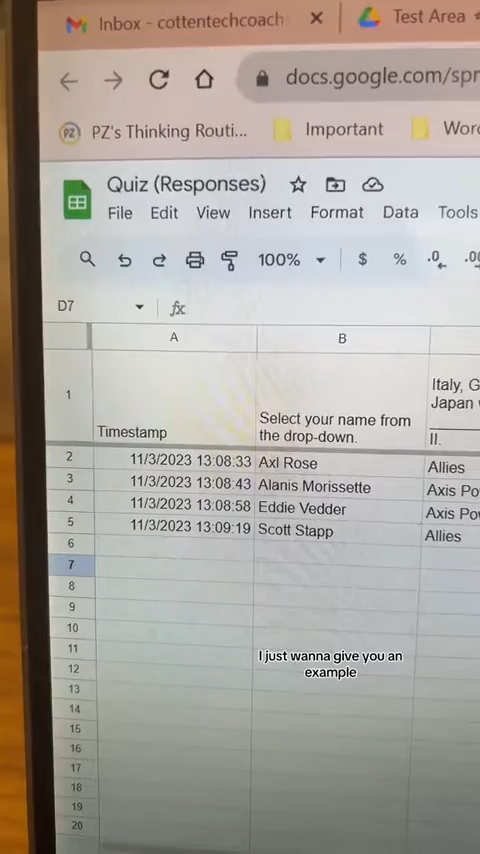 Inbox - cottentechcoach
Test Area
docs.google.com/spr
PZ
PZ's Thinking Routi...
Important
Word
Quiz (Responses)
File Edit View Insert Format Data Tools
100% $ % .0 .00
D7 fx
A B
1 Timestamp
Select your name from
the drop-down.
Italy, G
Japan
II.
2 11/3/2023 13:08:33 Axl Rose Allies
3 11/3/2023 13:08:43 Alanis Morissette Axis Po
4 11/3/2023 13:08:58 Eddie Vedder Axis Po
5 11/3/2023 13:09:19 Scott Stapp Allies
6
7
8
9
10
11
12
13
14
15
16
17
18
19
20
I just wanna give you an
example